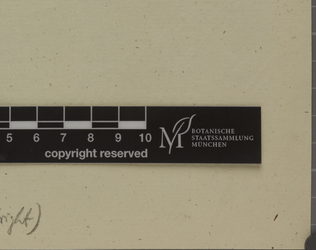 5 6 7 8 9 10
copyright reserved
M
BOTANISCHE
STAATSSAMMLUNG
MÜNCHEN